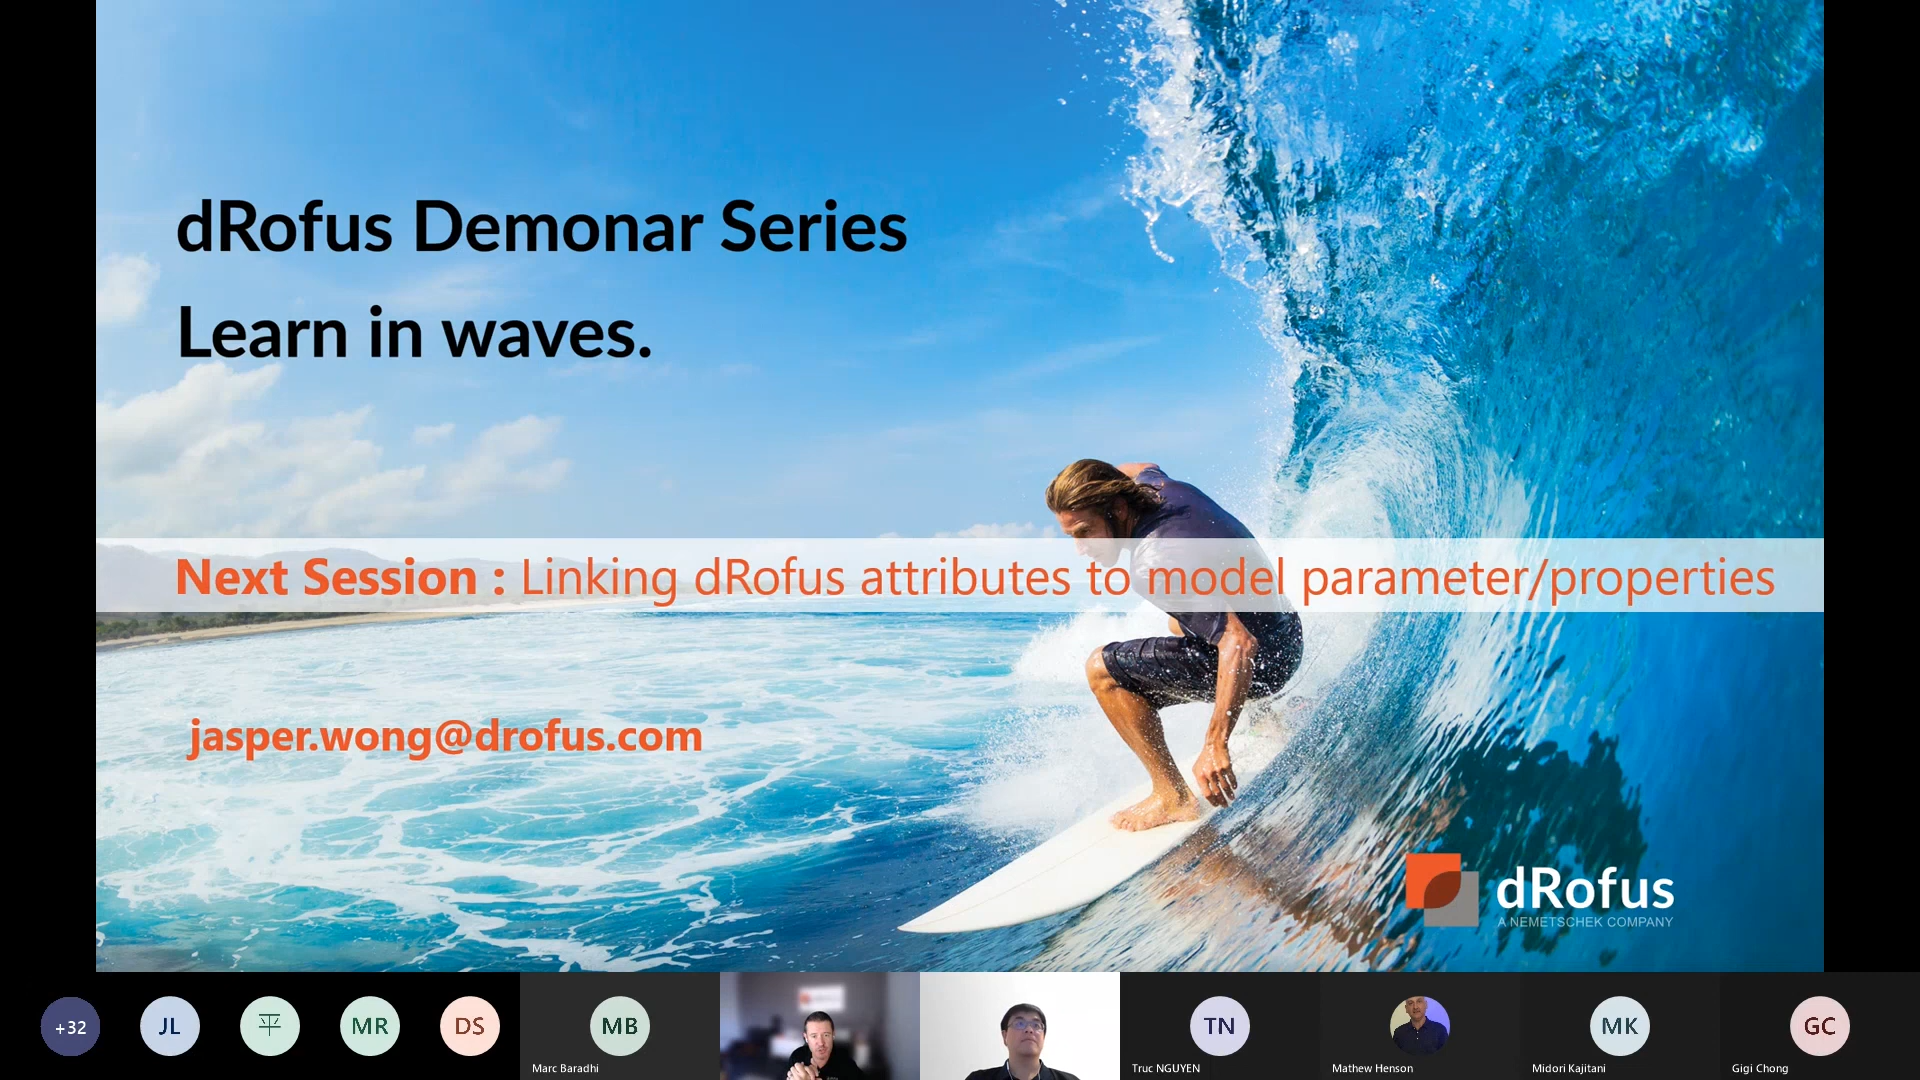 dRofus Demonar Series
Learn in waves.
Next Session : Linking dRofus attributes to model parameter/properties
jasper.wong@drofus.com
dRofus
A NEMETSCHEK COMPANY
+32
JL
平
MR
DS
MB
Marc Baradhi
TN
Truc NGUYEN
Mathew Henson
MK
Midori Kajitani
GC
Gigi Chong